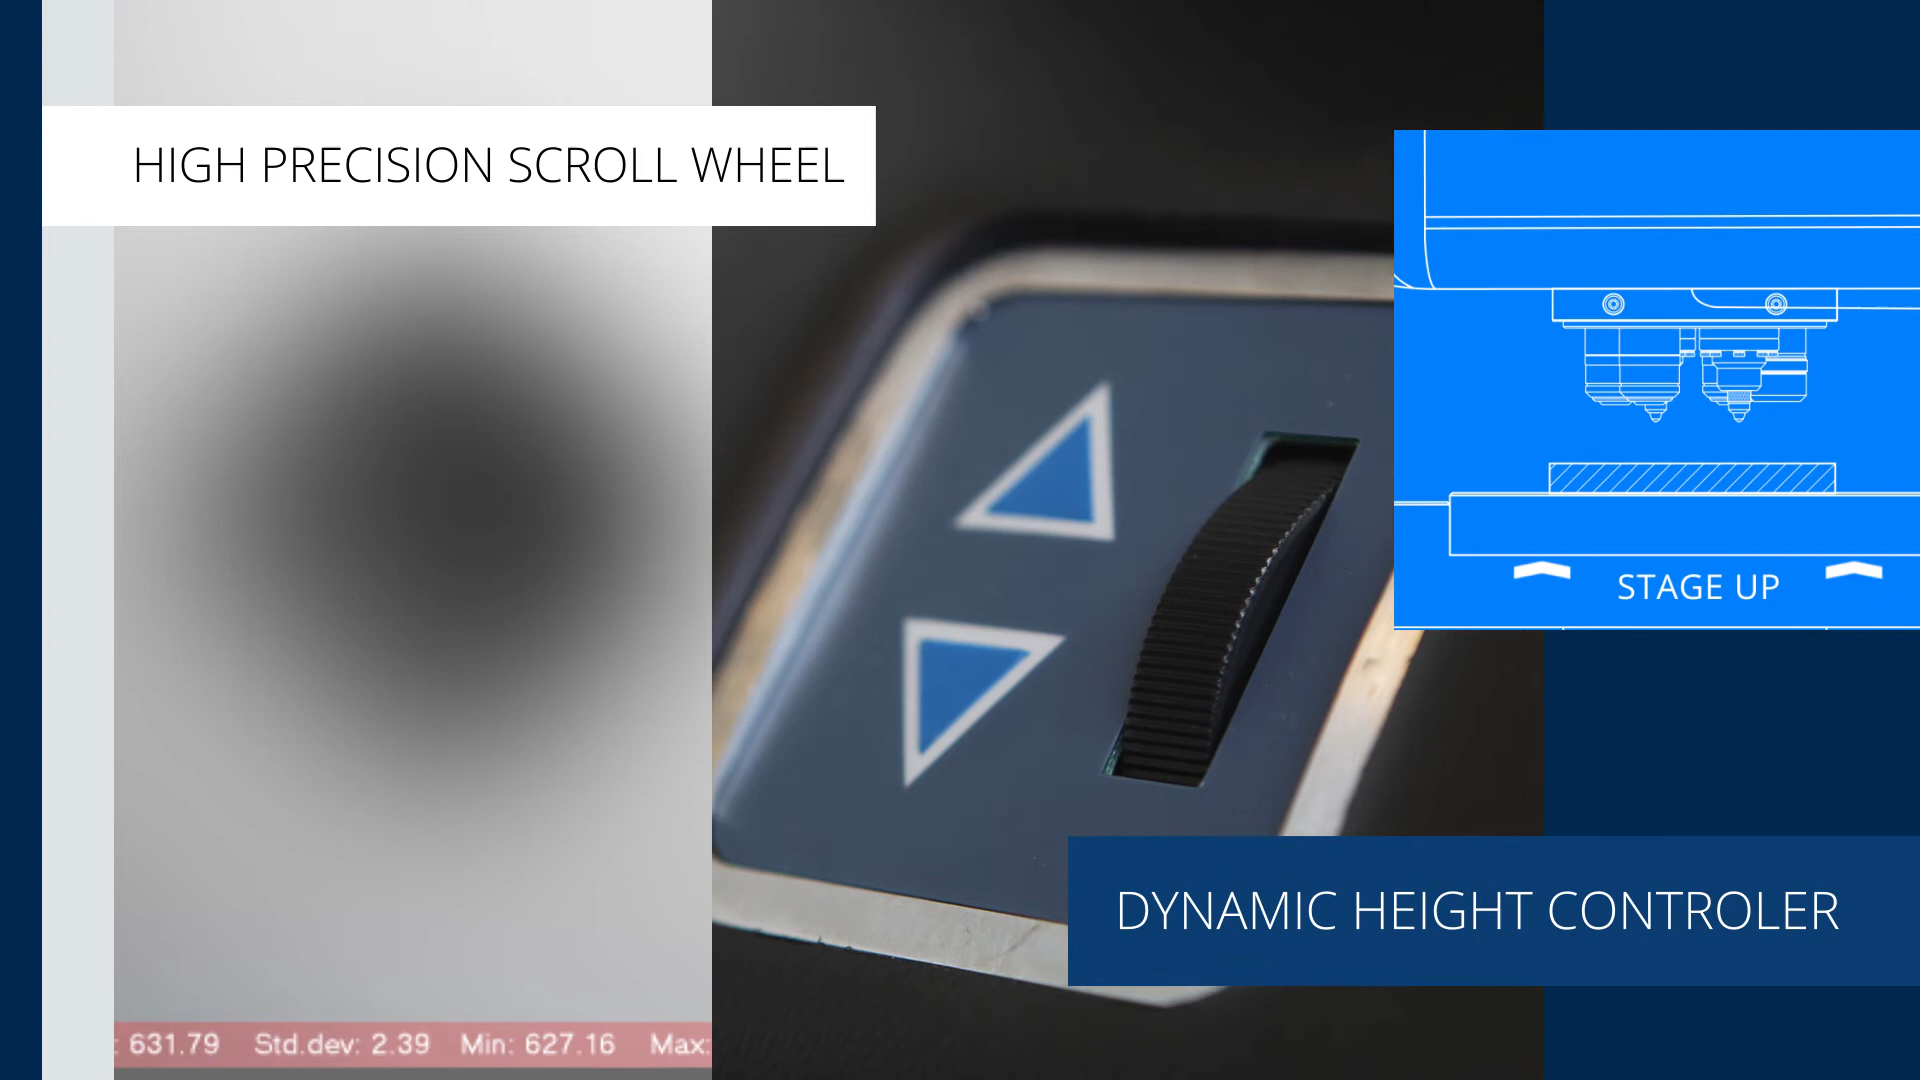 HIGH PRECISION SCROLL WHEEL
STAGE UP
DYNAMIC HEIGHT CONTROLER
: 631.79 Std.dev: 2.39 Min: 627.16 Max: